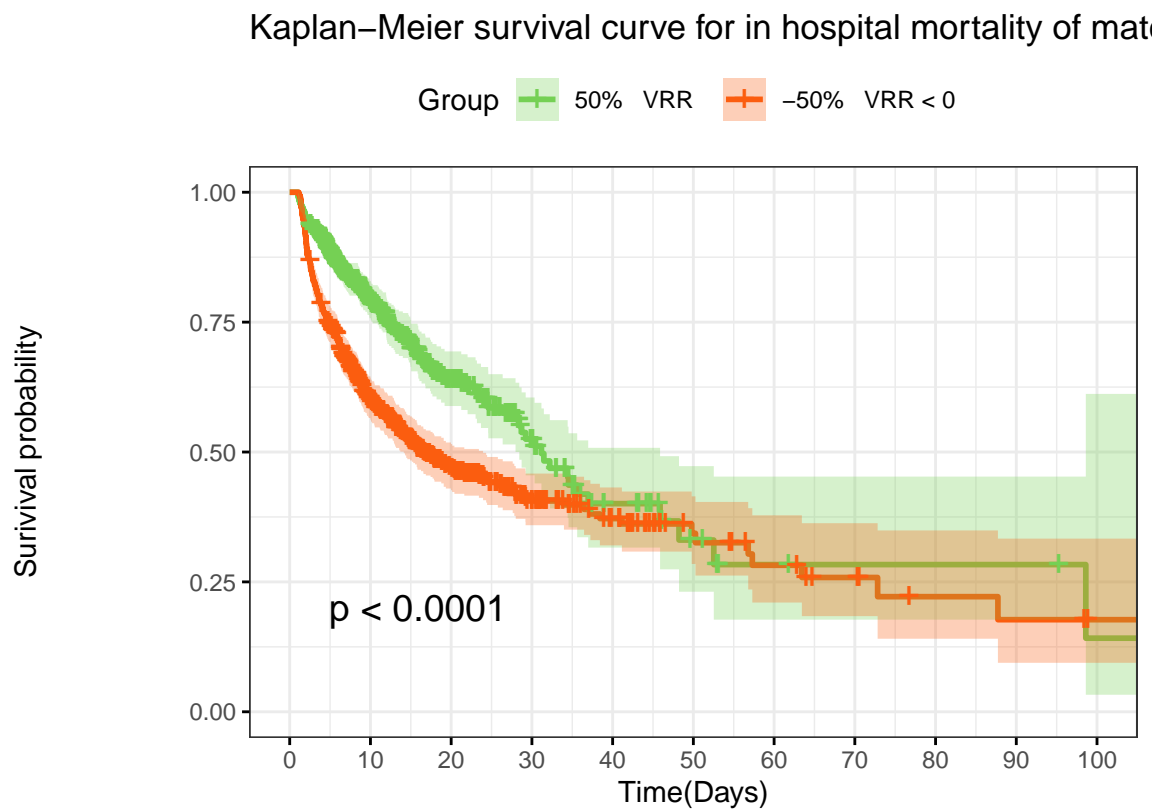 Kaplan−Meier survival curve for in hospital mortality of mat
Group 50% VRR −50% VRR < 0
Surivival probability
1.00
0.75
0.50
0.25
0.00
p < 0.0001
0 10 20 30 40 50 60 70 80 90 100
Time(Days)